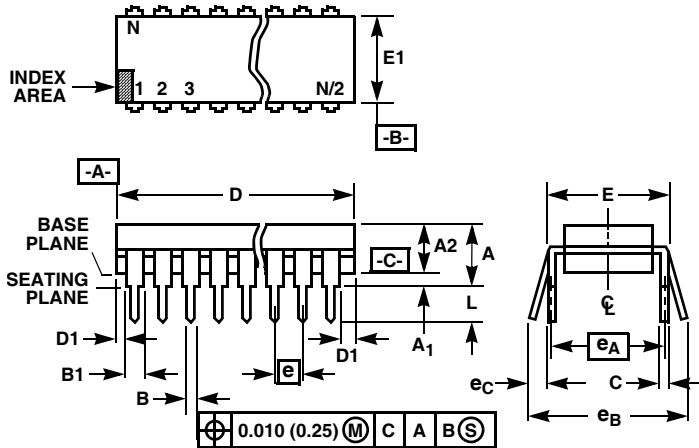 N
E1
INDEX
AREA
1 2 3 N/2
-B-
-A-
D
E
BASE
PLANE
A2
A
-C-
SEATING
PLANE
L
℄
D1
A1
D1
eA
B1
e
eC
C
B
eB
0.010 (0.25) Ⓜ C A B Ⓢ